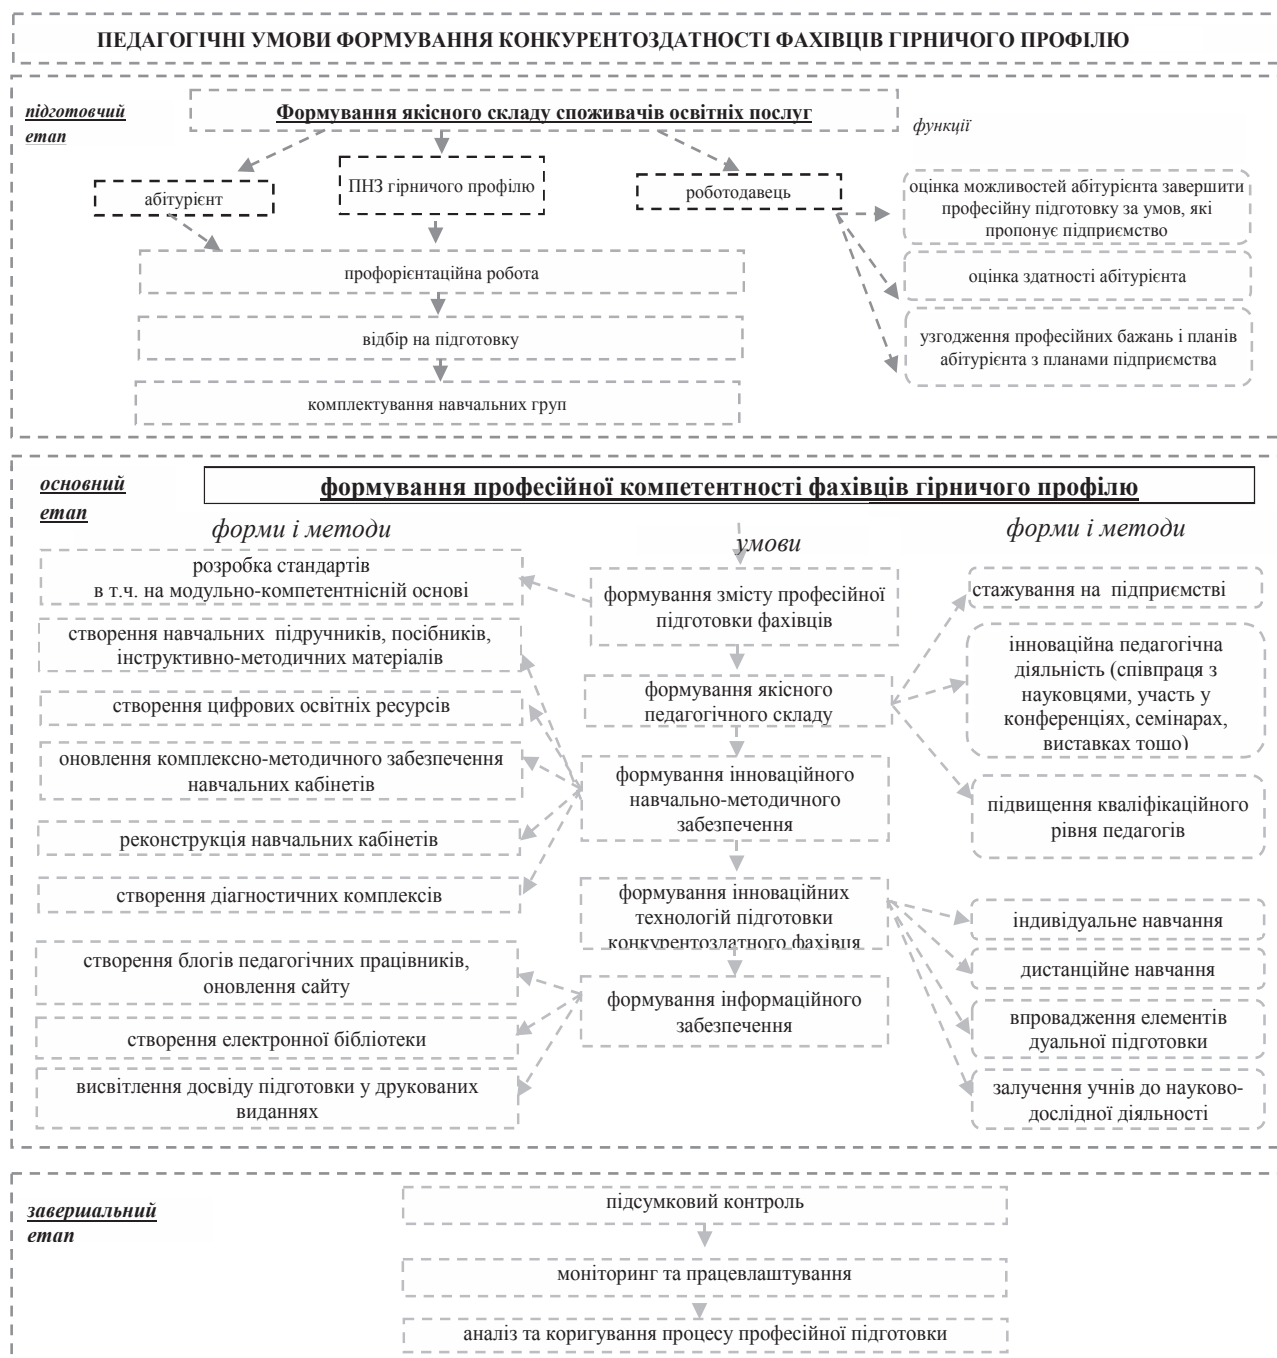 ПЕДАГОГІЧНІ УМОВИ ФОРМУВАННЯ КОНКУРЕНТОЗДАТНОСТІ ФАХІВЦІВ ГІРНИЧОГО ПРОФІЛЮ
підготовчий
етап
Формування якісного складу споживачів освітніх послуг
функції
абітурієнт
ПНЗ гірничого профілю
роботодавець
оцінка можливостей абітурієнта завершити
професійну підготовку за умов, які
пропонує підприємство
оцінка здатності абітурієнта
узгодження професійних бажань і планів
абітурієнта з планами підприємства
профорієнтаційна робота
відбір на підготовку
комплектування навчальних груп
основний
етап
формування професійної компетентності фахівців гірничого профілю
форми і методи
розробка стандартів
в т.ч. на модульно-компетентнісній основі
створення навчальних підручників, посібників,
інструктивно-методичних матеріалів
створення цифрових освітніх ресурсів
оновлення комплексно-методичного забезпечення
навчальних кабінетів
реконструкція навчальних кабінетів
створення діагностичних комплексів
створення блогів педагогічних працівників,
оновлення сайту
створення електронної бібліотеки
висвітлення досвіду підготовки у друкованих
виданнях
умови
формування змісту професійної
підготовки фахівців
формування якісного
педагогічного складу
формування інноваційного
навчально-методичного
забезпечення
формування інноваційних
технологій підготовки
конкурентоздатного фахівця
формування інформаційного
забезпечення
форми і методи
стажування на підприємстві
інноваційна педагогічна
діяльність (співпраця з
науковцями, участь у
конференціях, семінарах,
виставках тошо)
підвищення кваліфікаційного
рівня педагогів
індивідуальне навчання
дистанційне навчання
впровадження елементів
дуальної підготовки
залучення учнів до науково-
дослідної діяльності
завершальний
етап
підсумковий контроль
моніторинг та працевлаштування
аналіз та коригування процесу професійної підготовки